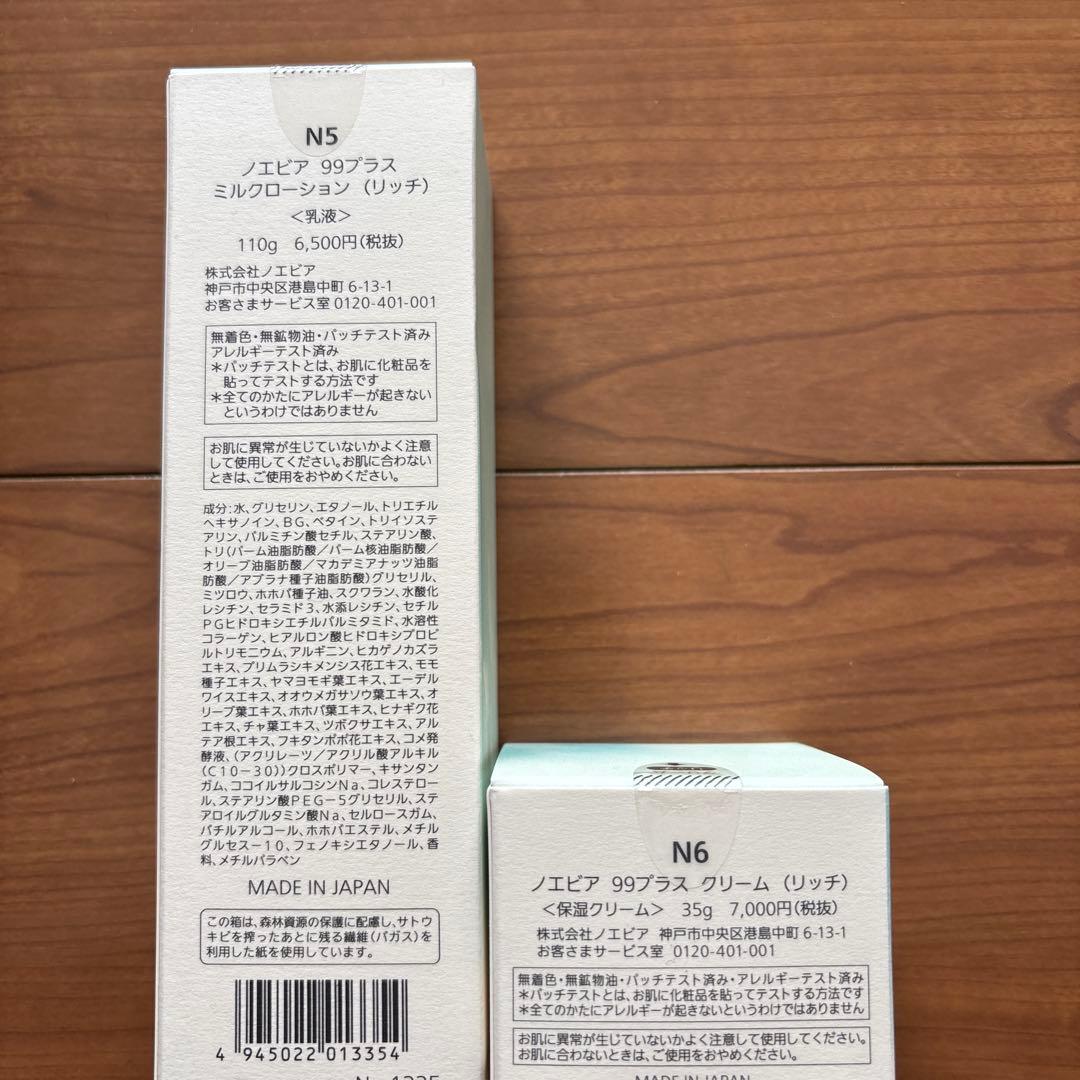 N5
ノエビア 99プラス
ミルクローション (リッチ)
＜乳液＞
110g 6,500円(税抜)
株式会社ノエビア
神戸市中央区港島中町 6-13-1
お客さまサービス室 0120-401-001
無着色・無鉱物油・パッチテスト済み
アレルギーテスト済み
＊パッチテストとは、お肌に化粧品を
貼ってテストする方法です
＊全てのかたにアレルギーが起きない
というわけではありません
お肌に異常が生じていないかよく注意
して使用してください。お肌に合わない
ときは、ご使用をおやめください。
成分：水、グリセリン、エタノール、トリエチル
ヘキサノイン、BG、ベタイン、トリイソステ
アリン、パルミチン酸セチル、ステアリン酸、
トリ(パーム油脂肪酸／パーム核油脂肪酸／
オリーブ油脂肪酸／マカデミアナッツ油脂
肪酸／アブラナ種子油脂肪酸)グリセリル、
ミツロウ、ホホバ種子油、スクワラン、水酸化
レシチン、セラミド3、水添レシチン、セチル
PGヒドロキシエチルパルミタミド、水溶性
コラーゲン、ヒアルロン酸ヒドロキシプロピ
ルトリモニウム、アルギニン、ヒカゲノカズラ
エキス、プリムラシキメンシス花エキス、モモ
種子エキス、ヤマヨモギ葉エキス、エーデル
ワイスエキス、オオウメガサソウ葉エキス、オ
リーブ葉エキス、ホホバ葉エキス、ヒナギク花
エキス、チャ葉エキス、ツボクサエキス、アル
テア根エキス、フキタンポポ花エキス、コメ発
酵液、(アクリレーツ／アクリル酸アルキル
(C10-30))クロスポリマー、キサンタン
ガム、ココイルサルコシンNa、コレステロー
ル、ステアリン酸PEG-5グリセリル、ステ
アロイルグルタミン酸Na、セルロースガム、
バチルアルコール、ホホバエステル、メチル
グルセス-10、フェノキシエタノール、香
料、メチルパラベン
MADE IN JAPAN
この箱は、森林資源の保護に配慮し、サトウ
キビを搾ったあとに残る繊維(バガス)を
利用した紙を使用しています。
4 945022 013354
N6
ノエビア 99プラス クリーム (リッチ)
＜保湿クリーム＞ 35g 7,000円(税抜)
株式会社ノエビア 神戸市中央区港島中町 6-13-1
お客さまサービス室 0120-401-001
無着色・無鉱物油・パッチテスト済み・アレルギーテスト済み
＊パッチテストとは、お肌に化粧品を貼ってテストする方法です
＊全てのかたにアレルギーが起きないというわけではありません
お肌に異常が生じていないかよく注意して使用してください。
お肌に合わないときは、ご使用をおやめください。
MADE IN JAPAN